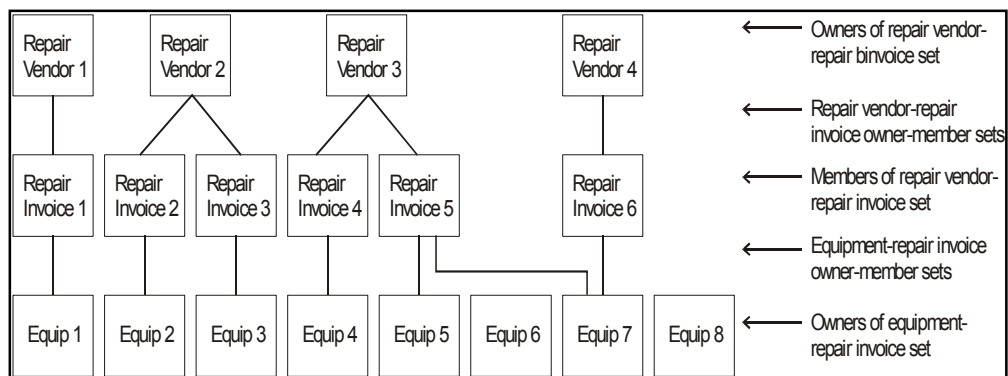 Repair
Vendor 1
Repair
Vendor 2
Repair
Vendor 3
Repair
Vendor 4
Owners of repair vendor-
repair binvoice set
Repair vendor-repair
invoice owner-member sets
Repair
Invoice 1
Repair
Invoice 2
Repair
Invoice 3
Repair
Invoice 4
Repair
Invoice 5
Repair
Invoice 6
Members of repair vendor-
repair invoice set
Equipment-repair invoice
owner-member sets
Equip 1
Equip 2
Equip 3
Equip 4
Equip 5
Equip 6
Equip 7
Equip 8
Owners of equipment-
repair invoice set